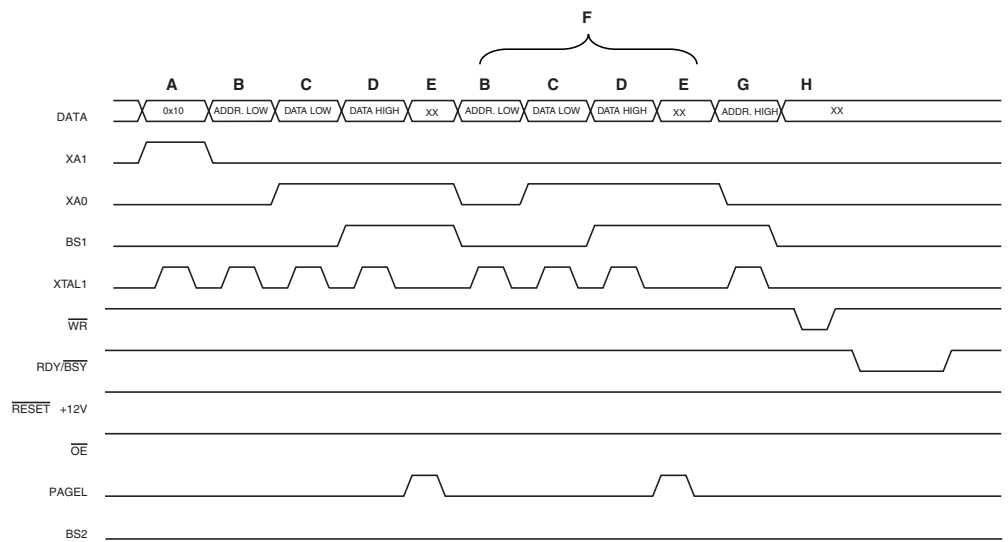 F
A B C D E B C D E G H
DATA 0x10 ADDR. LOW DATA LOW DATA HIGH XX ADDR. LOW DATA LOW DATA HIGH XX ADDR. HIGH XX
XA1
XA0
BS1
XTAL1
WR
RDY/BSY
RESET +12V
OE
PAGEL
BS2